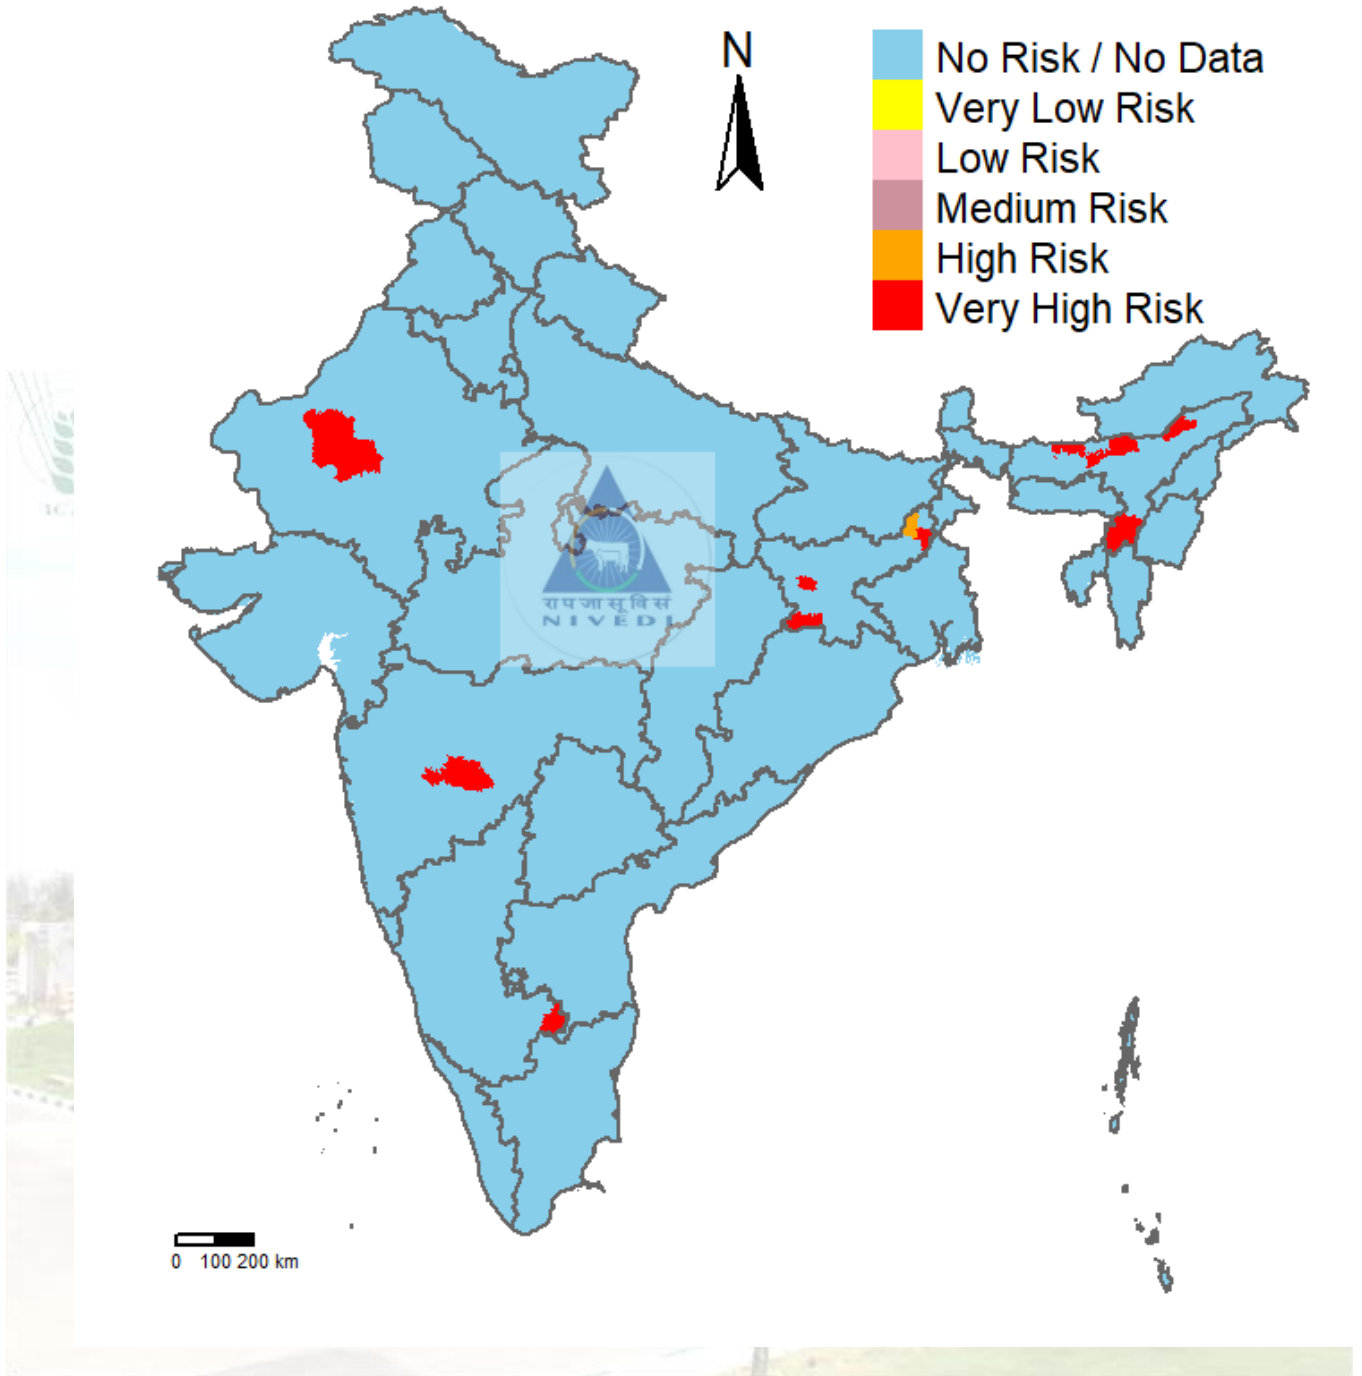 N
No Risk / No Data
Very Low Risk
Low Risk
Medium Risk
High Risk
Very High Risk
रापजासूविसं
NIVEDI
0 100 200 km